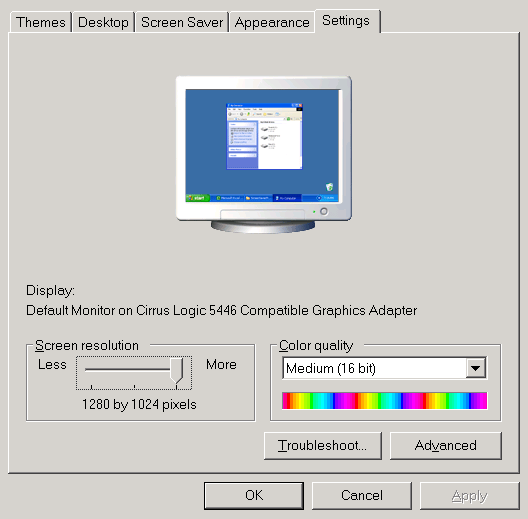 Themes Desktop Screen Saver Appearance Settings
start
Display:
Default Monitor on Cirrus Logic 5446 Compatible Graphics Adapter
Screen resolution
Less More
1280 by 1024 pixels
Color quality
Medium (16 bit)
Troubleshoot... Advanced
OK Cancel Apply